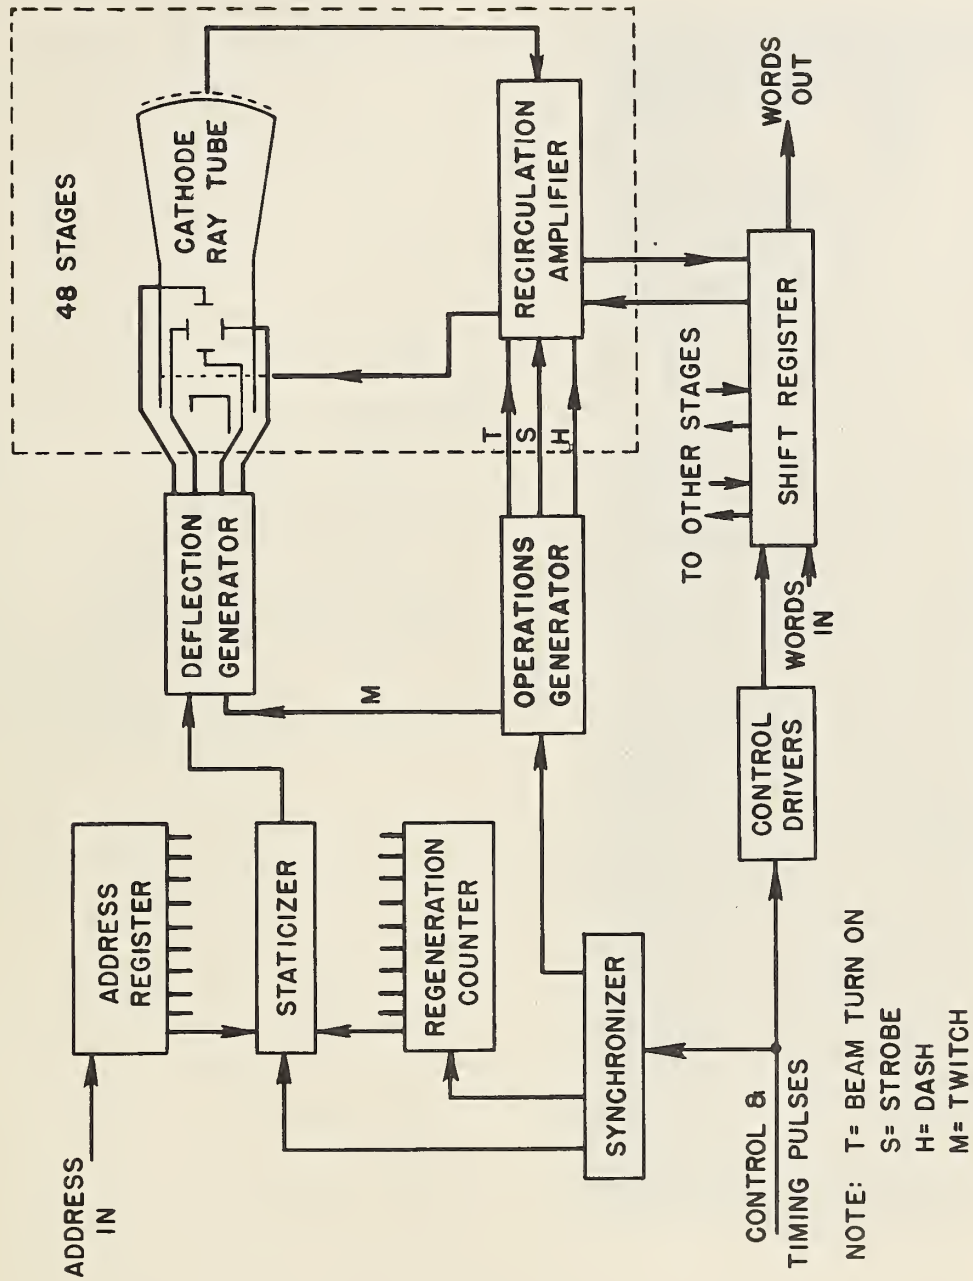 48 STAGES
CATHODE
RAY TUBE
DEFLECTION
GENERATOR
ADDRESS
REGISTER
ADDRESS
IN
STATICIZER
M
T
S
H
RECIRCULATION
AMPLIFIER
OPERATIONS
GENERATOR
REGENERATION
COUNTER
SYNCHRONIZER
TO OTHER STAGES
WORDS
OUT
SHIFT REGISTER
WORDS
IN
CONTROL
DRIVERS
CONTROL &
TIMING PULSES
NOTE: T= BEAM TURN ON
S= STROBE
H= DASH
M= TWITCH